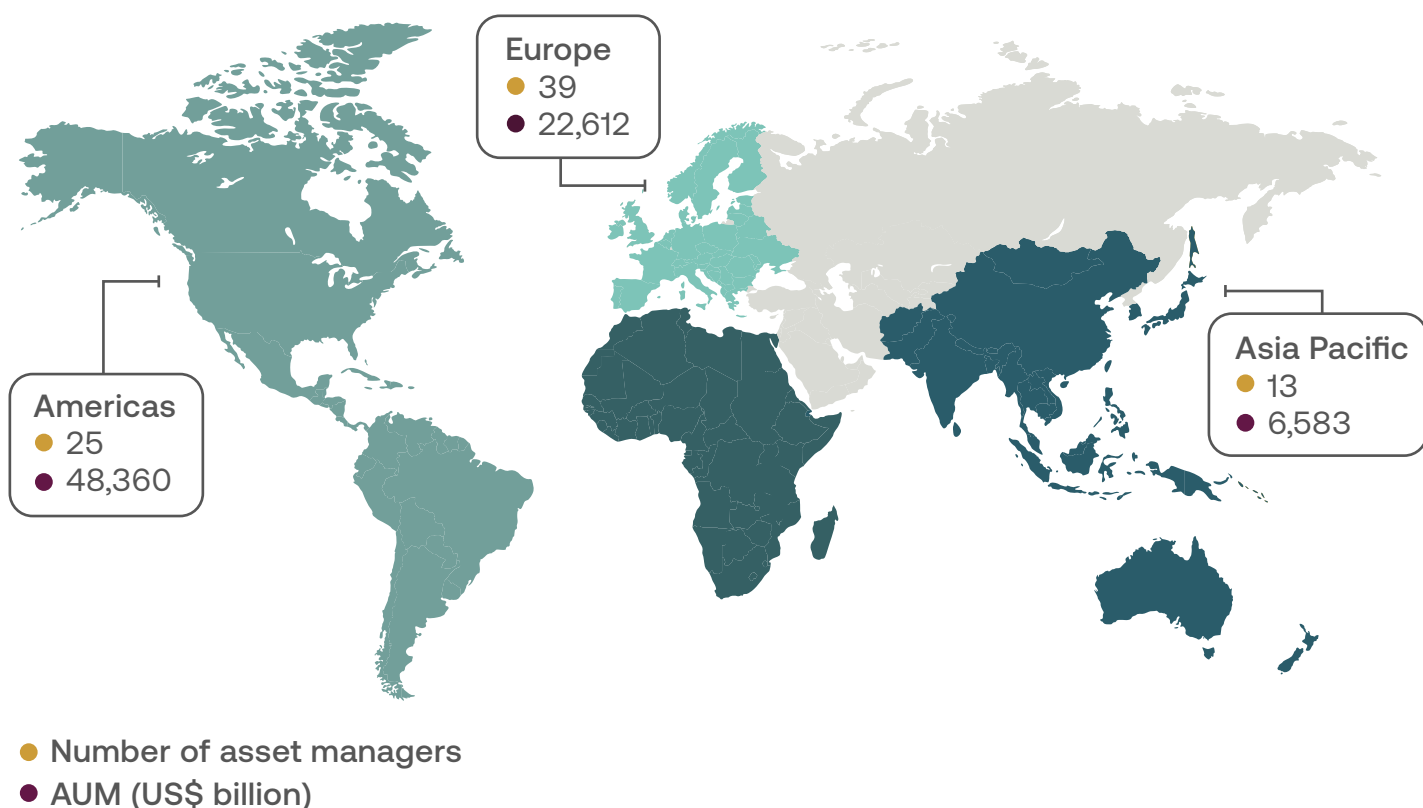 Europe
39
22,612
Americas
25
48,360
Asia Pacific
13
6,583
Number of asset managers
AUM (US$ billion)